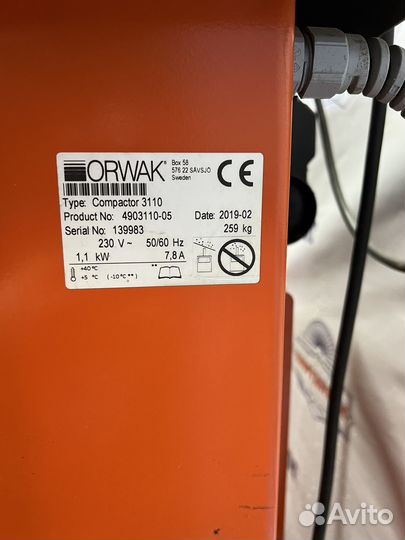 ORWAK®
Box 58
576 22 SÄVSJÖ
Sweden
CE
Type: Compactor 3110
Product No: 4903110-05 Date: 2019-02
Serial No: 139983 259 kg
230 V ~ 50/60 Hz
1,1 kW 7,8 A
+40 °C
+5 °C (-10 °C **)
Avito